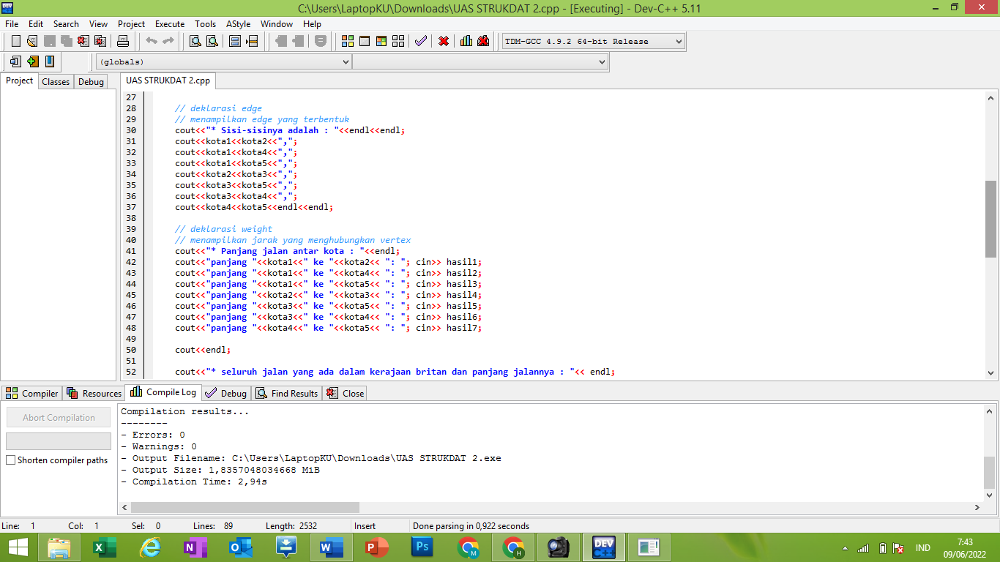 C:\Users\LaptopKU\Downloads\UAS STRUKDAT 2.cpp - [Executing] - Dev-C++ 5.11
File Edit Search View Project Execute Tools AStyle Window Help
TDM-GCC 4.9.2 64-bit Release
(globals)
Project Classes Debug
UAS STRUKDAT 2.cpp
27
28 // deklarasi edge
29 // menampilkan edge yang terbentuk
30 cout<<"* Sisi-sisinya adalah : "<<endl<<endl;
31 cout<<kota1<<kota2<<",";
32 cout<<kota1<<kota4<<",";
33 cout<<kota1<<kota5<<",";
34 cout<<kota2<<kota3<<",";
35 cout<<kota3<<kota5<<",";
36 cout<<kota3<<kota4<<",";
37 cout<<kota4<<kota5<<endl<<endl;
38
39 // deklarasi weight
40 // menampilkan jarak yang menghubungkan vertex
41 cout<<"* Panjang jalan antar kota : "<<endl;
42 cout<<"panjang "<<kota1<<" ke "<<kota2<< ": "; cin>> hasil1;
43 cout<<"panjang "<<kota1<<" ke "<<kota4<< ": "; cin>> hasil2;
44 cout<<"panjang "<<kota1<<" ke "<<kota5<< ": "; cin>> hasil3;
45 cout<<"panjang "<<kota2<<" ke "<<kota3<< ": "; cin>> hasil4;
46 cout<<"panjang "<<kota3<<" ke "<<kota5<< ": "; cin>> hasil5;
47 cout<<"panjang "<<kota3<<" ke "<<kota4<< ": "; cin>> hasil6;
48 cout<<"panjang "<<kota4<<" ke "<<kota5<< ": "; cin>> hasil7;
49
50 cout<<endl;
51
52 cout<<"* seluruh jalan yang ada dalam kerajaan britan dan panjang jalannya : "<< endl;
Compiler Resources Compile Log Debug Find Results Close
Abort Compilation
Shorten compiler paths
Compilation results...
--------
- Errors: 0
- Warnings: 0
- Output Filename: C:\Users\LaptopKU\Downloads\UAS STRUKDAT 2.exe
- Output Size: 1,8357048034668 MiB
- Compilation Time: 2,94s
Line: 1 Col: 1 Sel: 0 Lines: 89 Length: 2532 Insert Done parsing in 0,922 seconds
IND
7:43
09/06/2022